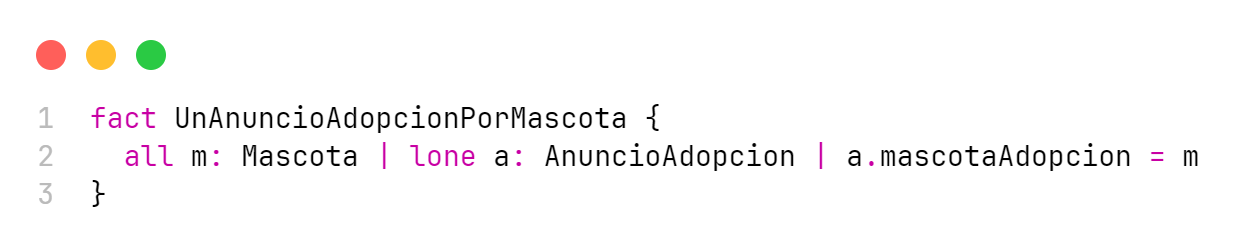 1 fact UnAnuncioAdopcionPorMascota {
2   all m: Mascota | lone a: AnuncioAdopcion | a.mascotaAdopcion = m
3 }